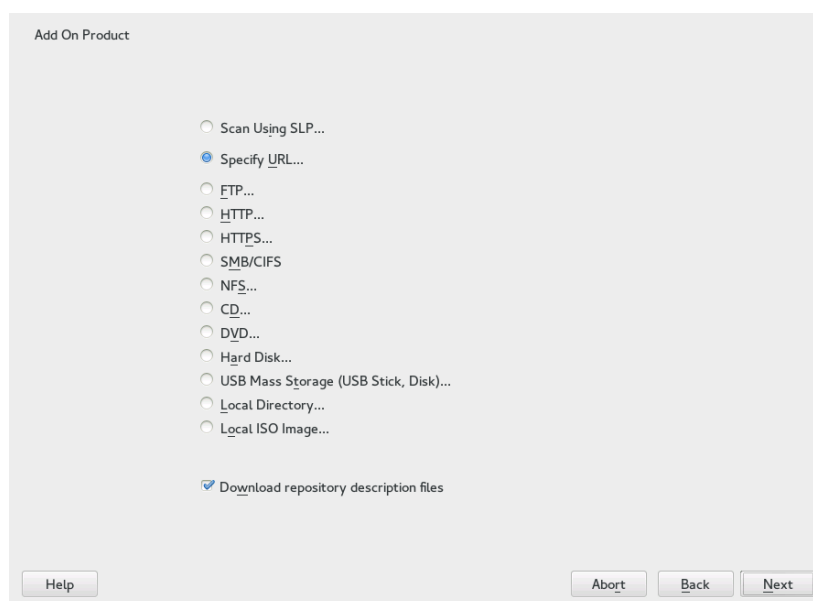 Add On Product
Scan Using SLP...
Specify URL...
FTP...
HTTP...
HTTPS...
SMB/CIFS
NFS...
CD...
DVD...
Hard Disk...
USB Mass Storage (USB Stick, Disk)...
Local Directory...
Local ISO Image...
Download repository description files
Help Abort Back Next